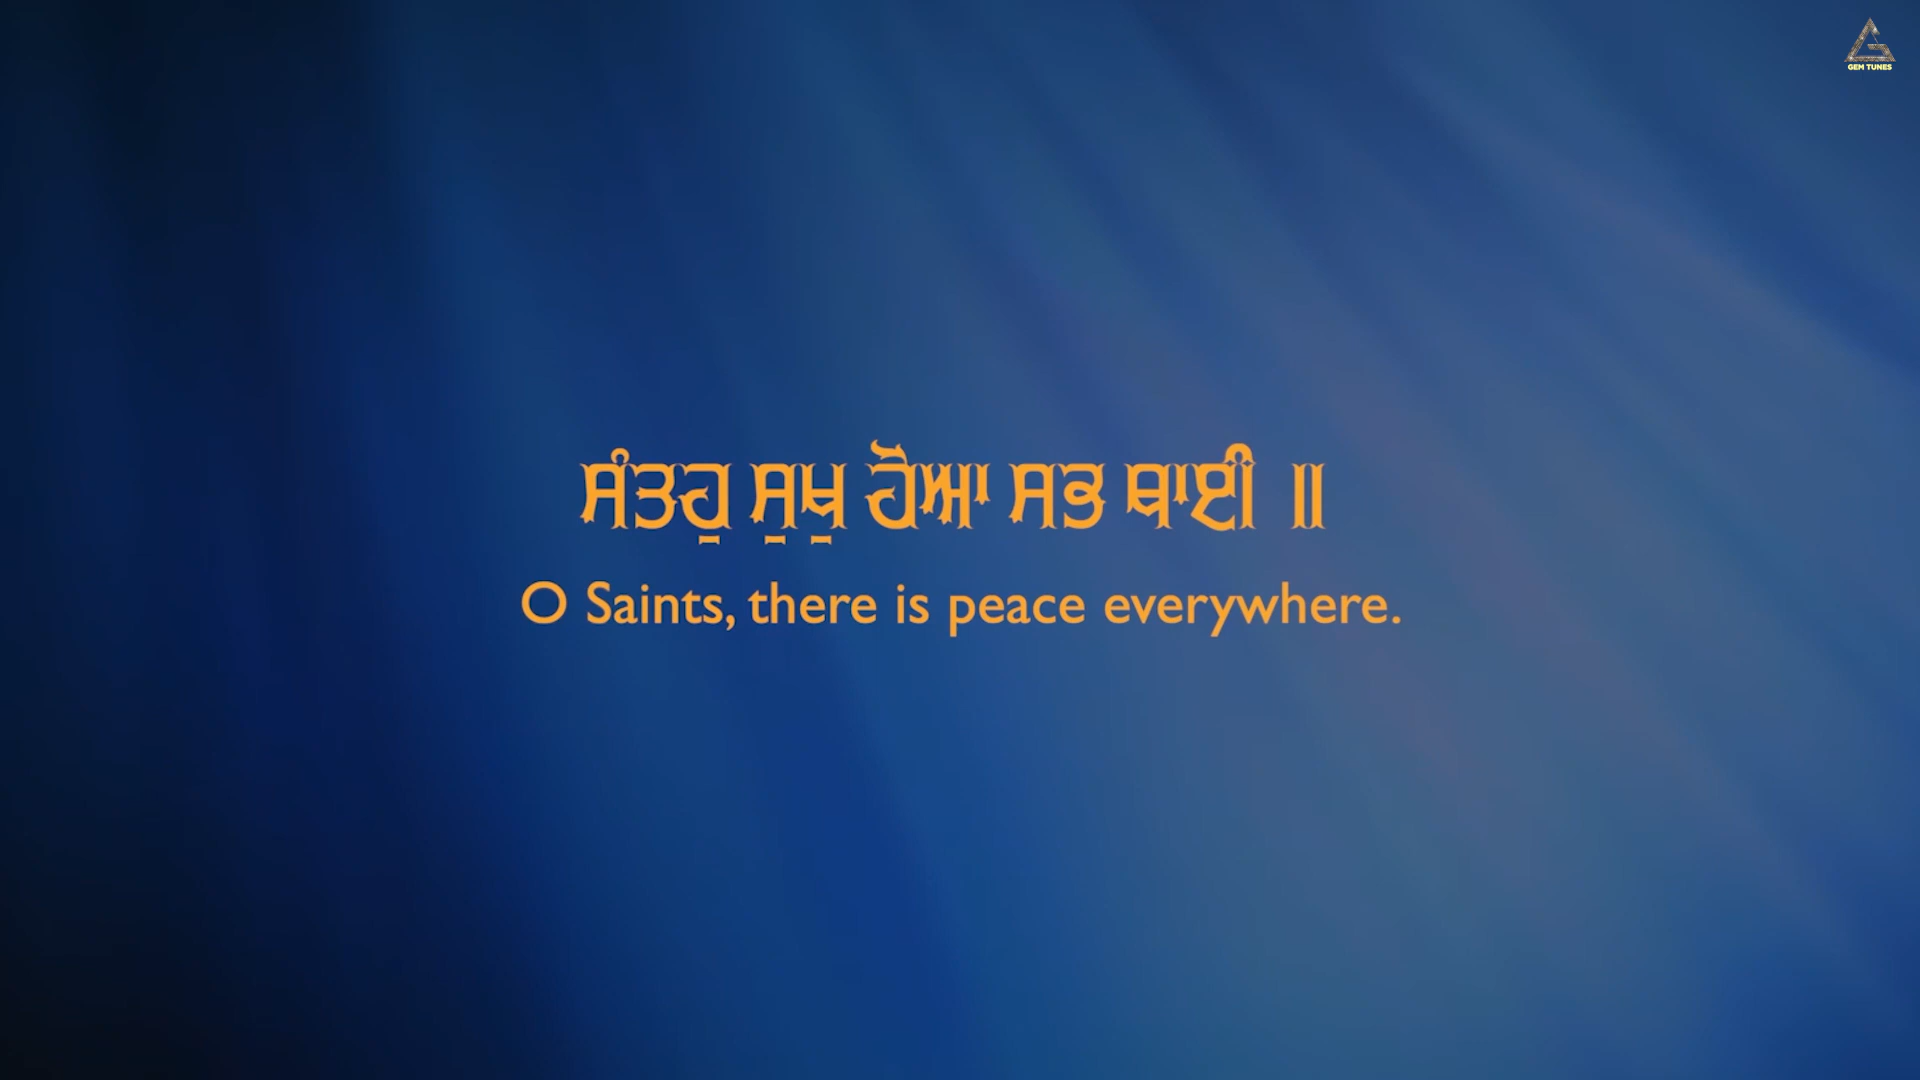 GEM TUNES
ਸੰਤਹੁ ਸੁਖੁ ਹੋਆ ਸਭ ਥਾਈ ॥
O Saints, there is peace everywhere.